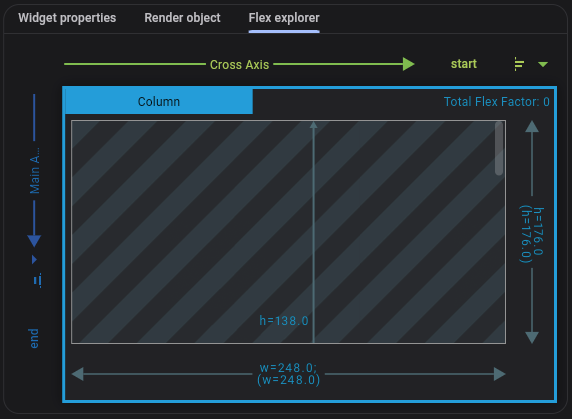 Widget properties Render object Flex explorer
Cross Axis start
Column Total Flex Factor: 0
Main A...
h=176.0
(h=176.0)
h=138.0
end
w=248.0;
(w=248.0)